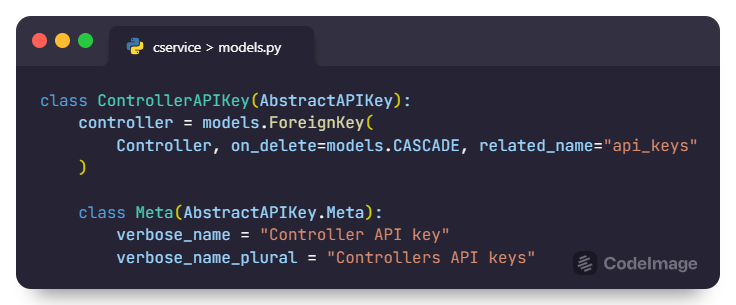 cservice > models.py
class ControllerAPIKey(AbstractAPIKey):
    controller = models.ForeignKey(
        Controller, on_delete=models.CASCADE, related_name="api_keys"
    )
    class Meta(AbstractAPIKey.Meta):
        verbose_name = "Controller API key"
        verbose_name_plural = "Controllers API keys"
CodeImage